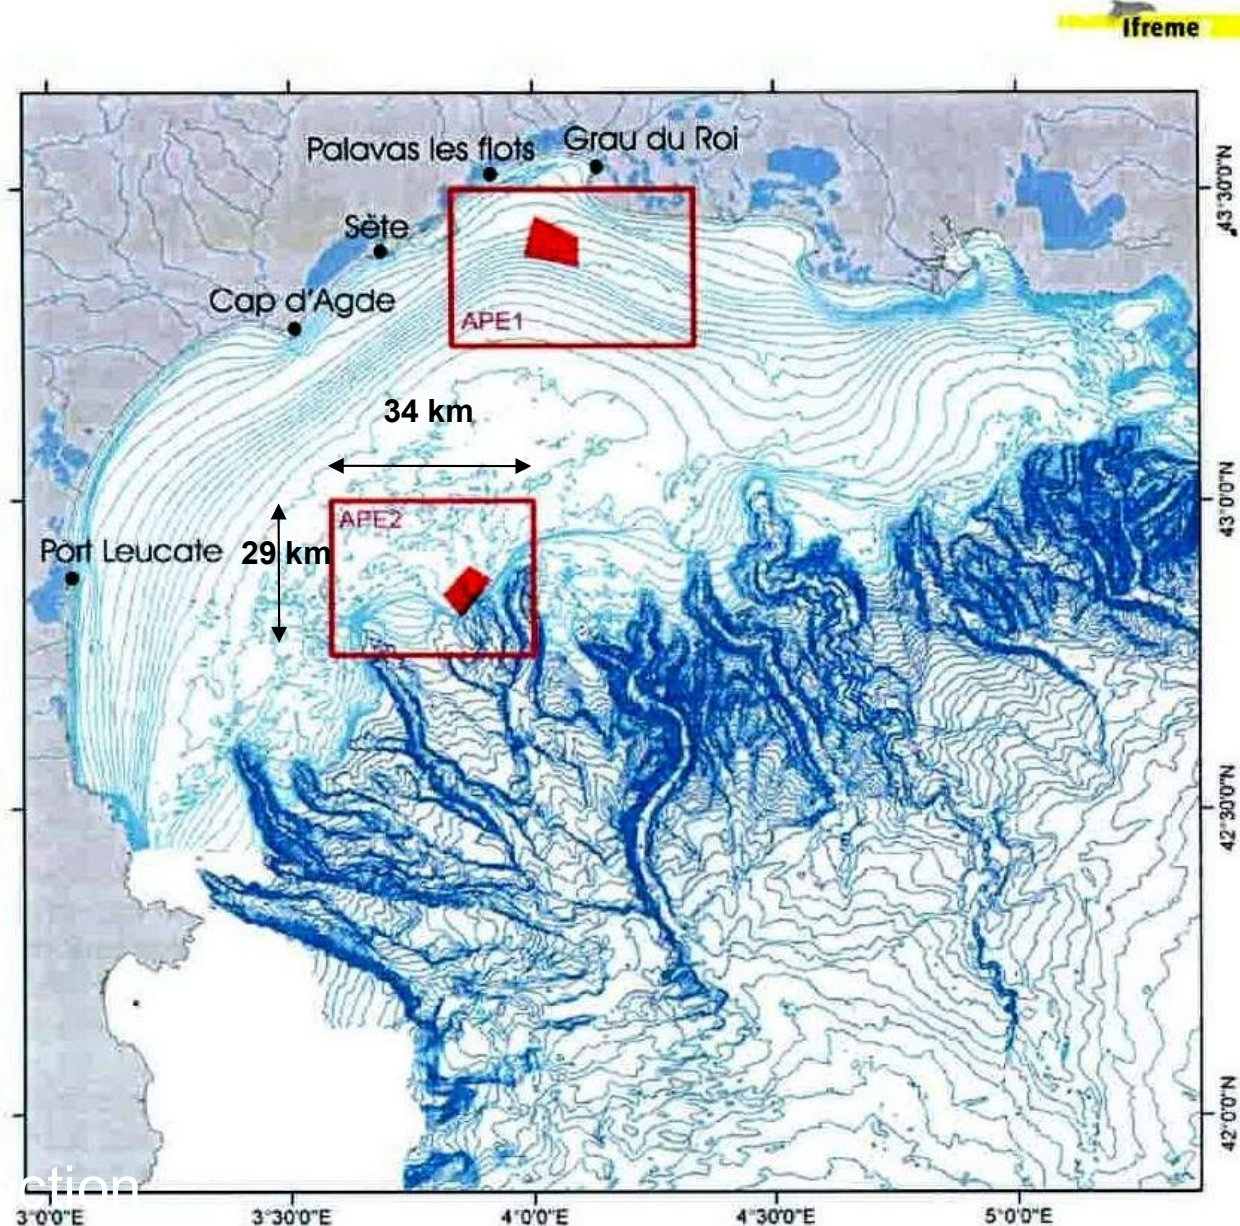 Ifreme
Palavas les flots
Grau du Roi
Sète
Cap d'Agde
APE1
34 km
APE2
Port Leucate
29 km
43°30'0"N
43°0'0"N
42°30'0"N
42°0'0"N
ction
3°0'0"E
3°30'0"E
4°0'0"E
4°30'0"E
5°0'0"E